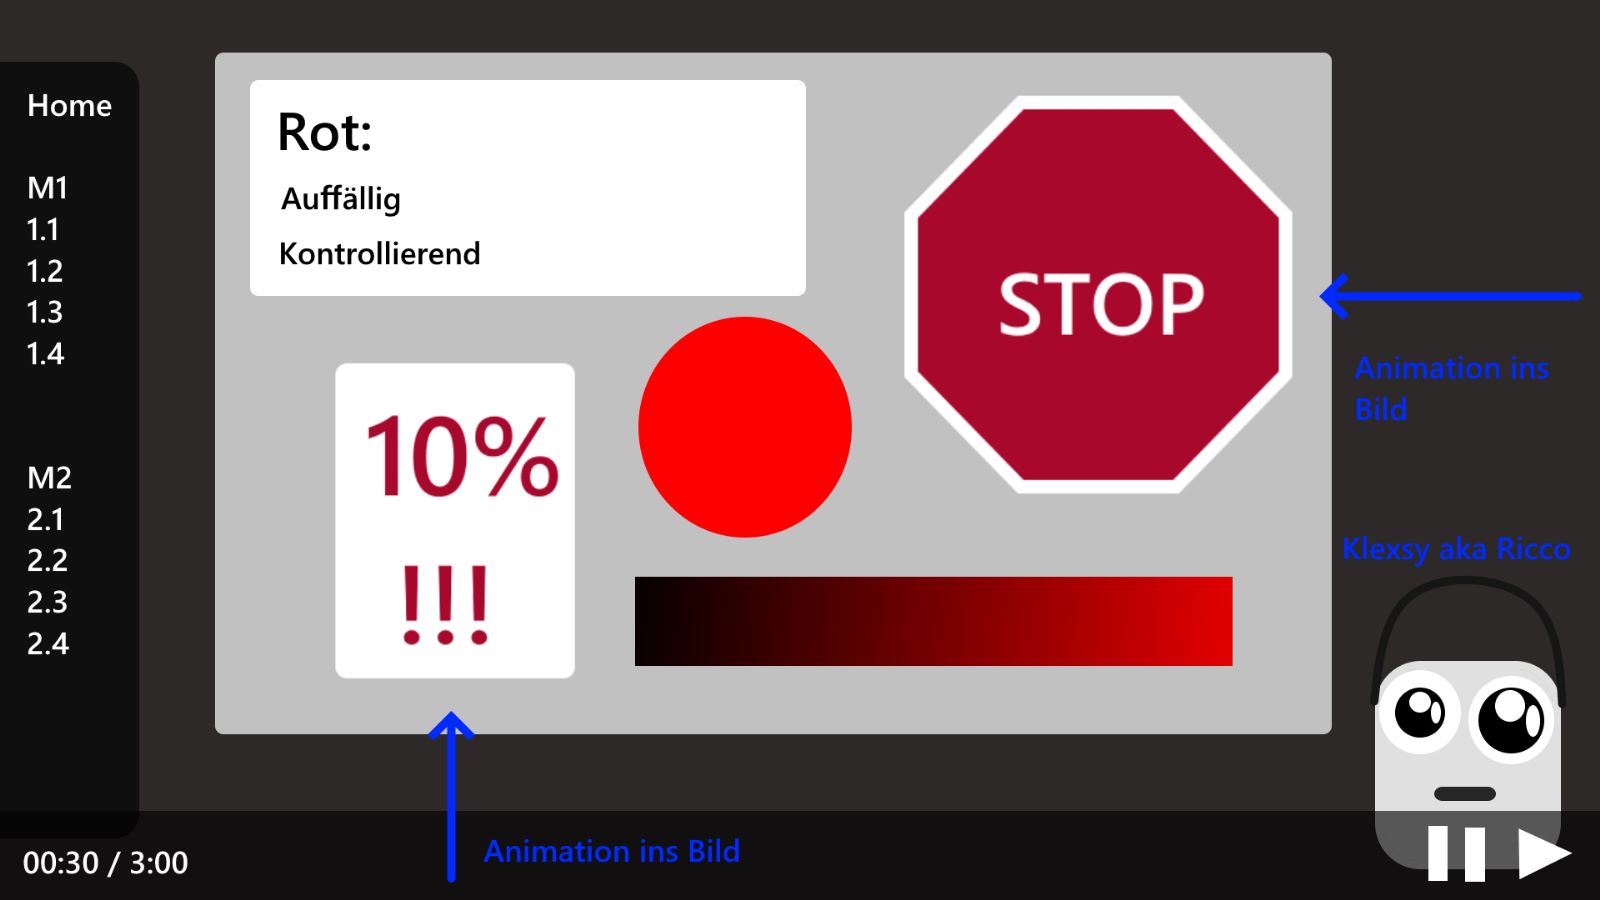 Home
M1
1.1
1.2
1.3
1.4
M2
2.1
2.2
2.3
2.4
Rot:
Auffällig
Kontrollierend
10%
!!!
STOP
Animation ins
Bild
Klexsy aka Ricco
Animation ins Bild
00:30 / 3:00